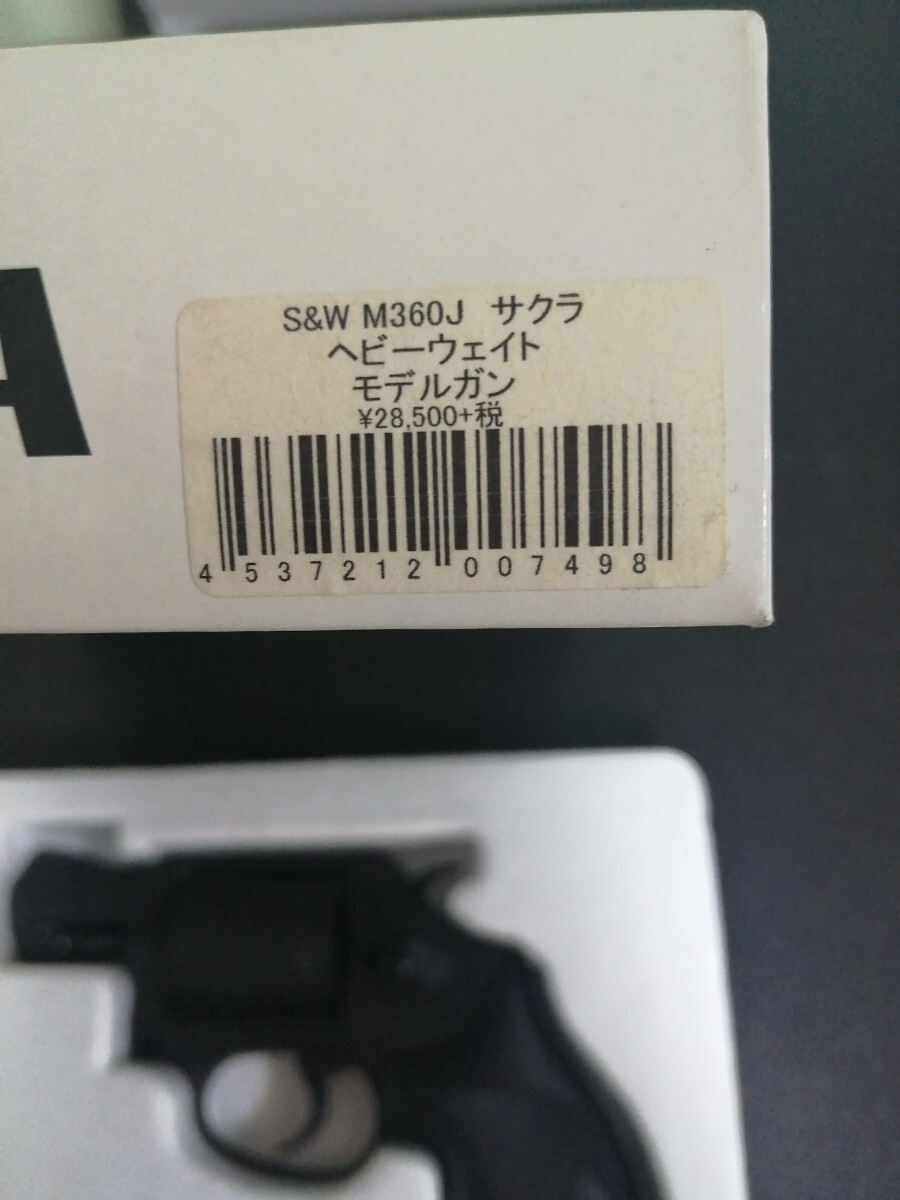 A
S&W M360J サクラ
ヘビーウェイト
モデルガン
¥28,500+税
4 537212 007498